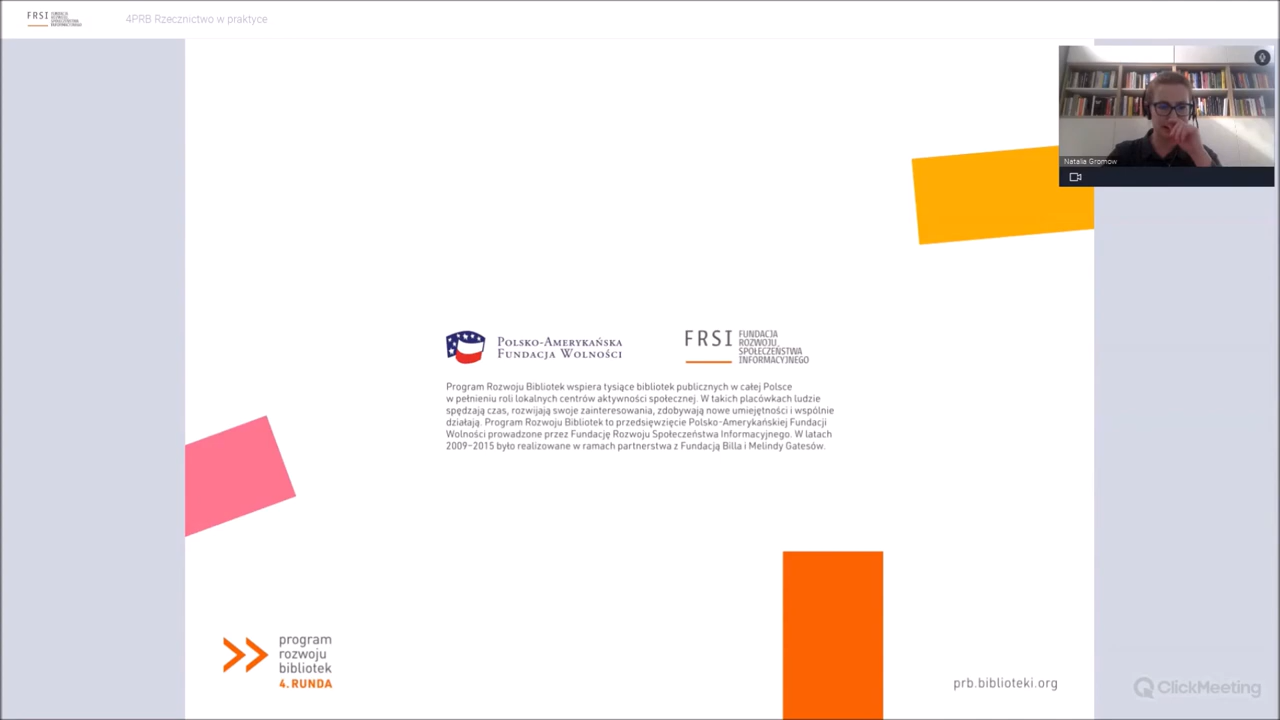 FRSI FUNDACJA
ROZWOJU
SPOŁECZEŃSTWA
INFORMACYJNEGO
4PRB Rzecznictwo w praktyce
Natalia Gromow
POLSKO-AMERYKAŃSKA
FUNDACJA WOLNOŚCI
FRSI
FUNDACJA
ROZWOJU
SPOŁECZEŃSTWA
INFORMACYJNEGO
Program Rozwoju Bibliotek wspiera tysiące bibliotek publicznych w całej Polsce
w pełnieniu roli lokalnych centrów aktywności społecznej. W takich placówkach ludzie
spędzają czas, rozwijają swoje zainteresowania, zdobywają nowe umiejętności i wspólnie
działają. Program Rozwoju Bibliotek to przedsięwzięcie Polsko-Amerykańskiej Fundacji
Wolności prowadzone przez Fundację Rozwoju Społeczeństwa Informacyjnego. W latach
2009-2015 było realizowane w ramach partnerstwa z Fundacją Billa i Melindy Gatesów.
program
rozwoju
bibliotek
4. RUNDA
prb.biblioteki.org
ClickMeeting